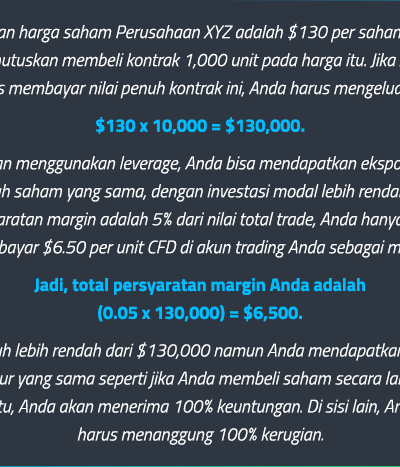 an harga saham Perusahaan XYZ adalah $130 per saham
utuskan membeli kontrak 1,000 unit pada harga itu. Jika
s membayar nilai penuh kontrak ini, Anda harus mengelua
$130 x 10,000 = $130,000.
an menggunakan leverage, Anda bisa mendapatkan ekspo
h saham yang sama, dengan investasi modal lebih renda
aratan margin adalah 5% dari nilai total trade, Anda hanya
bayar $6.50 per unit CFD di akun trading Anda sebagai m
Jadi, total persyaratan margin Anda adalah
(0.05 x 130,000) = $6,500.
uh lebih rendah dari $130,000 namun Anda mendapatkan
ur yang sama seperti jika Anda membeli saham secara la
tu, Anda akan menerima 100% keuntungan. Di sisi lain, An
harus menanggung 100% kerugian.